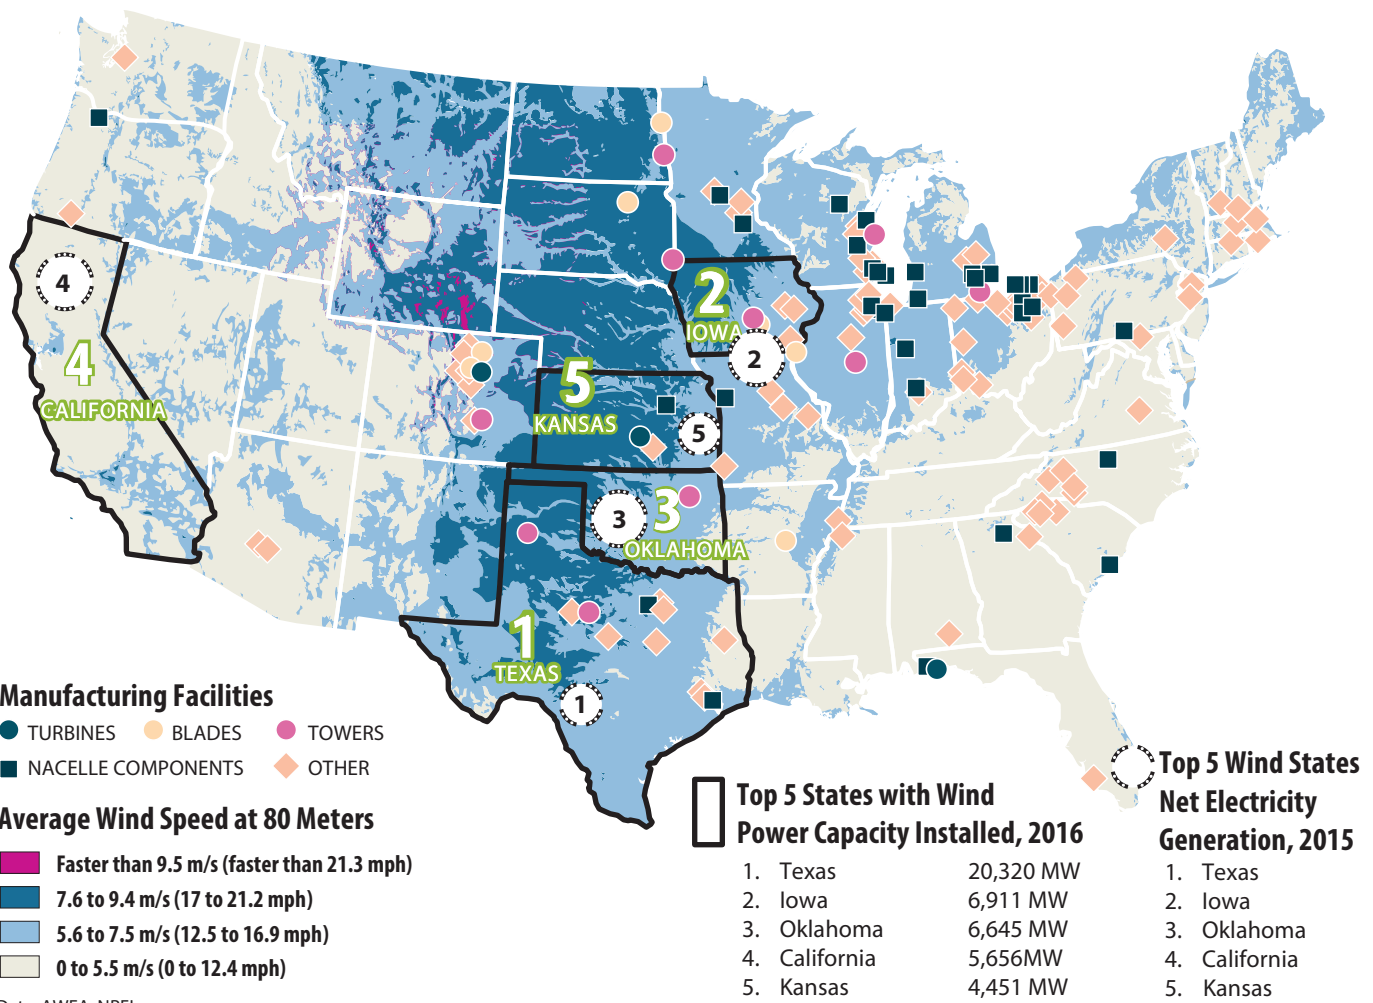 4
4
CALIFORNIA
2
IOWA
2
5
KANSAS
5
3
3
OKLAHOMA
1
TEXAS
1
Manufacturing Facilities
TURBINES BLADES TOWERS
NACELLE COMPONENTS OTHER
Average Wind Speed at 80 Meters
Faster than 9.5 m/s (faster than 21.3 mph)
7.6 to 9.4 m/s (17 to 21.2 mph)
5.6 to 7.5 m/s (12.5 to 16.9 mph)
0 to 5.5 m/s (0 to 12.4 mph)
Top 5 States with Wind
Power Capacity Installed, 2016
1. Texas 20,320 MW
2. Iowa 6,911 MW
3. Oklahoma 6,645 MW
4. California 5,656MW
5. Kansas 4,451 MW
Top 5 Wind States
Net Electricity
Generation, 2015
1. Texas
2. Iowa
3. Oklahoma
4. California
5. Kansas